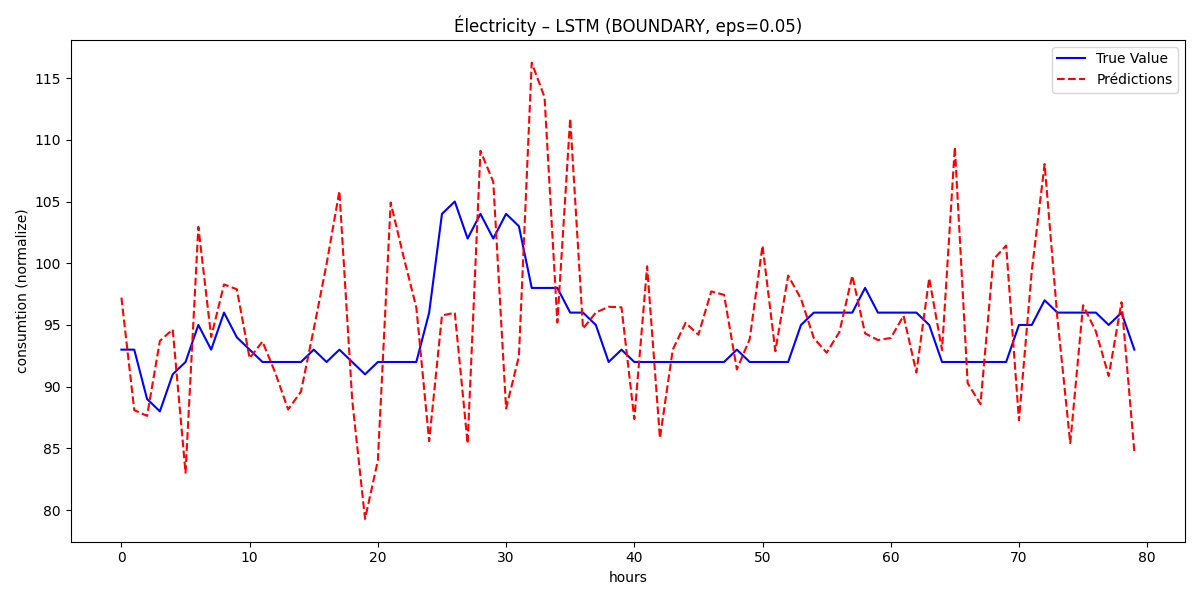 Électricity – LSTM (BOUNDARY, eps=0.05)
True Value
Prédictions
consumtion (normalize)
115
110
105
100
95
90
85
80
0 10 20 30 40 50 60 70 80
hours